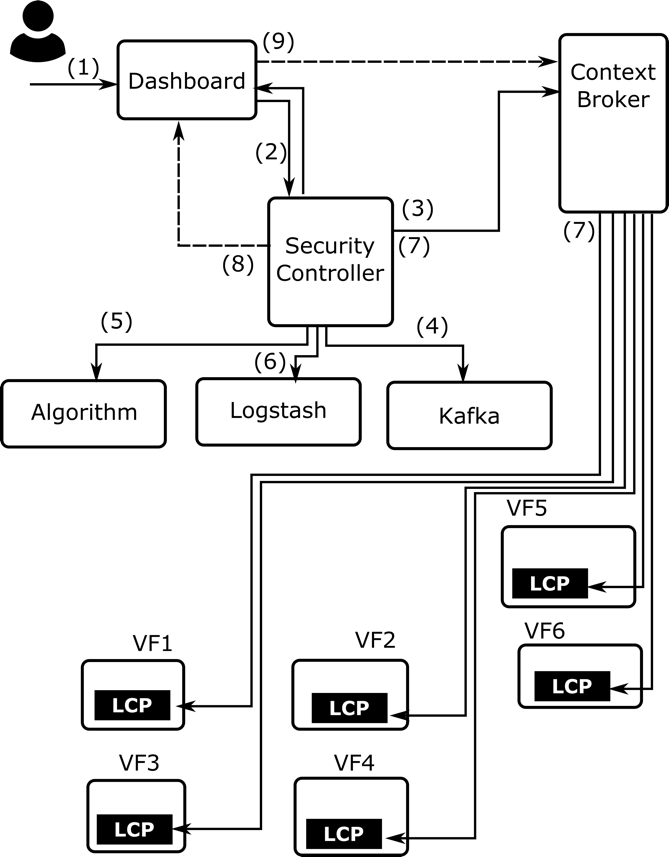 (1)
(9)
Dashboard
Context
Broker
(2)
(3)
(7)
(7)
Security
Controller
(8)
(5)
(6)
(4)
Algorithm
Logstash
Kafka
VF5
LCP
VF6
LCP
VF1
LCP
VF2
LCP
VF3
LCP
VF4
LCP